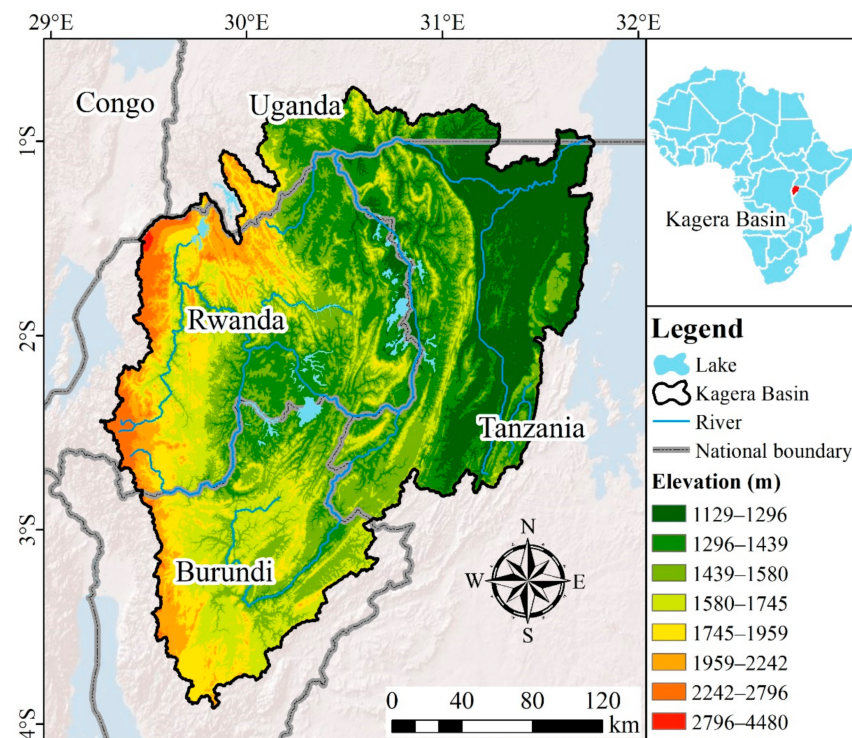 29°E 30°E 31°E 32°E
Congo
Uganda
1°S
Kagera Basin
Rwanda
2°S
Tanzania
3°S
Burundi
4°S
N
W E
S
0 40 80 120
km
Legend
Lake
Kagera Basin
River
National boundary
Elevation (m)
1129–1296
1296–1439
1439–1580
1580–1745
1745–1959
1959–2242
2242–2796
2796–4480